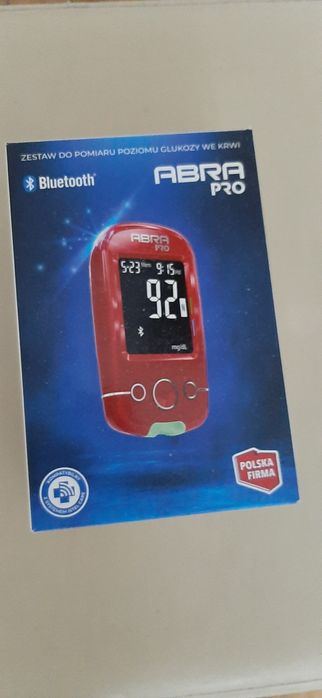 ZESTAW DO POMIARU POZIOMU GLUKOZY WE KRWI
Bluetooth®
ABRA
PRO
ABRA
PRO
5-23 9:15
92
mg/dL
KOMPATYBILNY
POLSKA
FIRMA